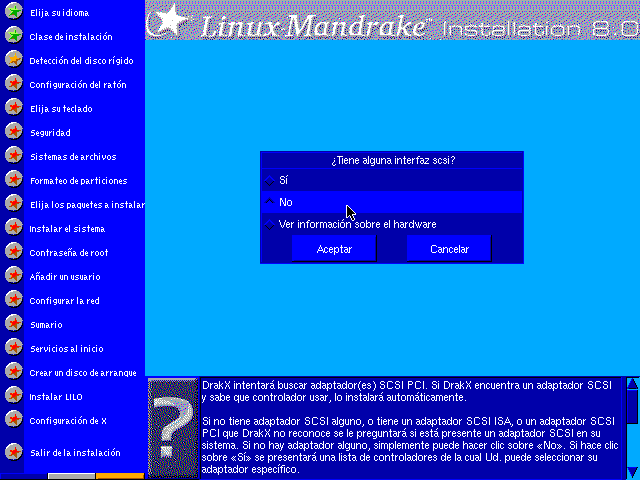 Linux Mandrake™ Installation 8.0
Elija su idioma
Clase de instalación
Detección del disco rígido
Configuración del ratón
Elija su teclado
Seguridad
Sistemas de archivos
Formateo de particiones
Elija los paquetes a instalar
Instalar el sistema
Contraseña de root
Añadir un usuario
Configurar la red
Sumario
Servicios al inicio
Crear un disco de arranque
Instalar LILO
Configuración de X
Salir de la instalación
¿Tiene alguna interfaz scsi?
Sí
No
Ver información sobre el hardware
Aceptar Cancelar
DrakX intentará buscar adaptador(es) SCSI PCI. Si DrakX encuentra un adaptador SCSI
y sabe que controlador usar, lo instalará automáticamente.
Si no tiene adaptador SCSI alguno, o tiene un adaptador SCSI ISA, o un adaptador SCSI
PCI que DrakX no reconoce se le preguntará si está presente un adaptador SCSI en su
sistema. Si no hay adaptador alguno, simplemente puede hacer clic sobre «No». Si hace clic
sobre «Sí» se presentará una lista de controladores de la cual Ud. puede seleccionar su
adaptador específico.